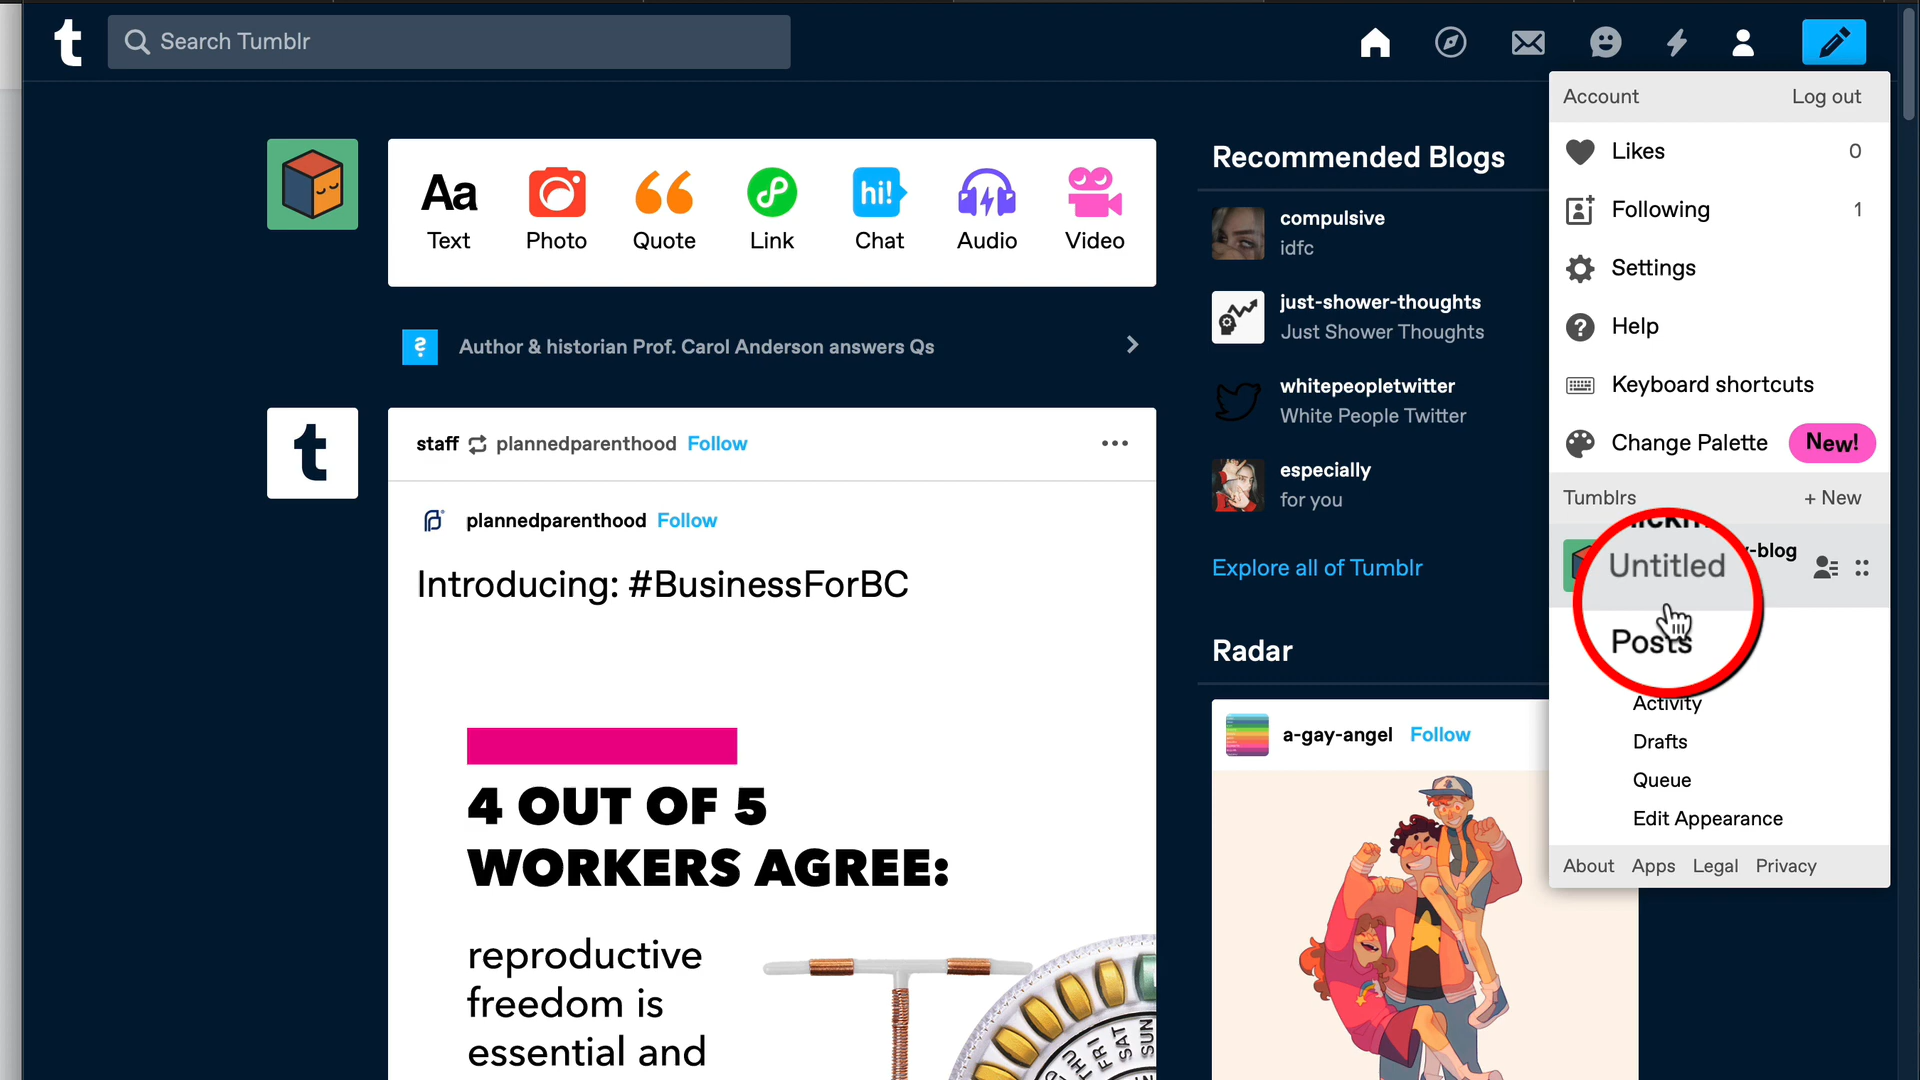 Search Tumblr
Account
Log out
Likes
0
Following
1
Settings
Help
Keyboard shortcuts
Change Palette
New!
Tumblrs
+ New
-blog
Untitled
Posts
Activity
Drafts
Queue
Edit Appearance
About Apps Legal Privacy
Aa
hi!
Text
Photo
Quote
Link
Chat
Audio
Video
?
Author & historian Prof. Carol Anderson answers Qs
t
staff plannedparenthood Follow
plannedparenthood Follow
Introducing: #BusinessForBC
4 OUT OF 5
WORKERS AGREE:
reproductive
freedom is
essential and
THU
FRI
SAT
SUN
Recommended Blogs
compulsive
idfc
just-shower-thoughts
Just Shower Thoughts
whitepeopletwitter
White People Twitter
especially
for you
Explore all of Tumblr
Radar
a-gay-angel Follow